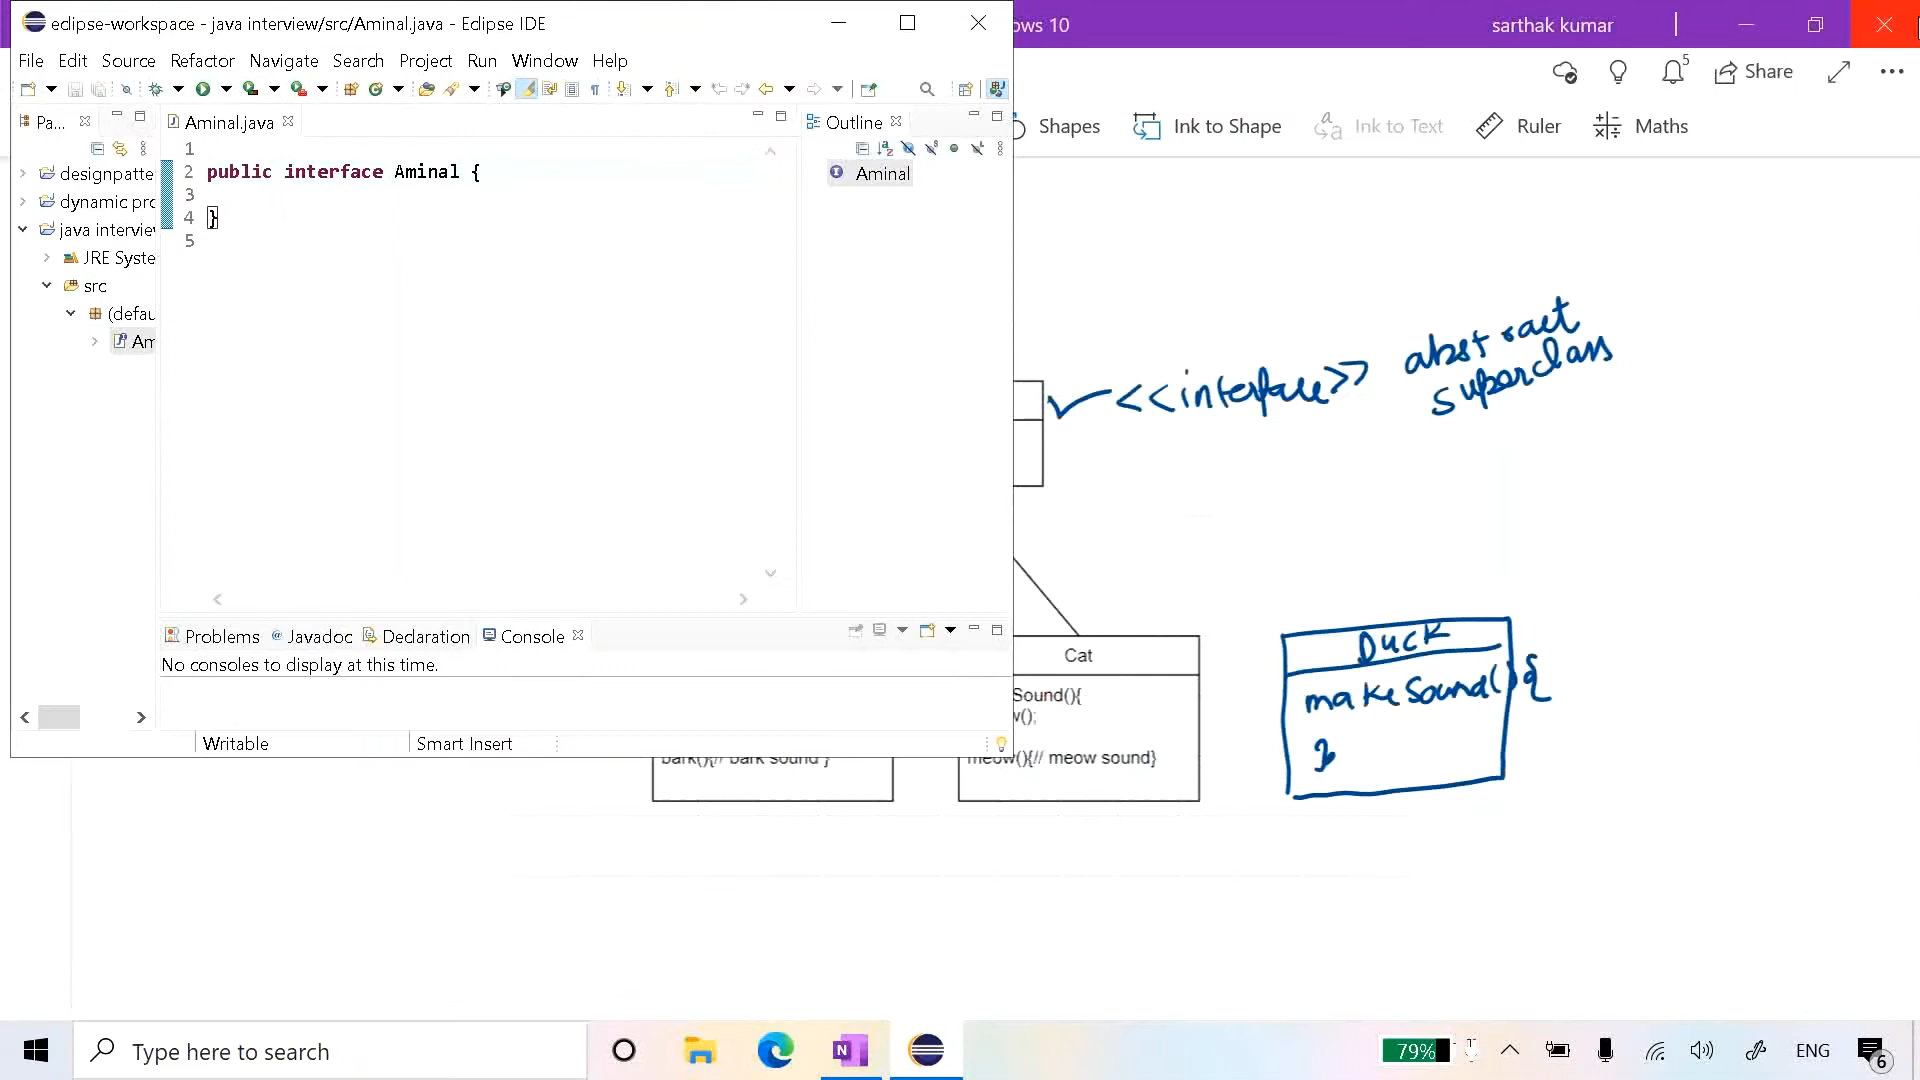 eclipse-workspace - java interview/src/Aminal.java - Eclipse IDE
ows 10
sarthak kumar
File Edit Source Refactor Navigate Search Project Run Window Help
5
Share
Shapes
Ink to Shape
Ink to Text
Ruler
Maths
Pa...
Aminal.java
Outline
1
2 public interface Aminal {
3
4 }
5
Aminal
designpatte
dynamic pro
java intervie
JRE Syste
src
(defau
Am
<<interface>>
abstract
superclass
Problems
@ Javadoc
Declaration
Console
No consoles to display at this time.
Writable
Smart Insert
bark(){// bark sound }
Cat
Sound(){
w();
meow(){// meow sound}
Duck
makeSound(){
}
Type here to search
79%
ENG
6